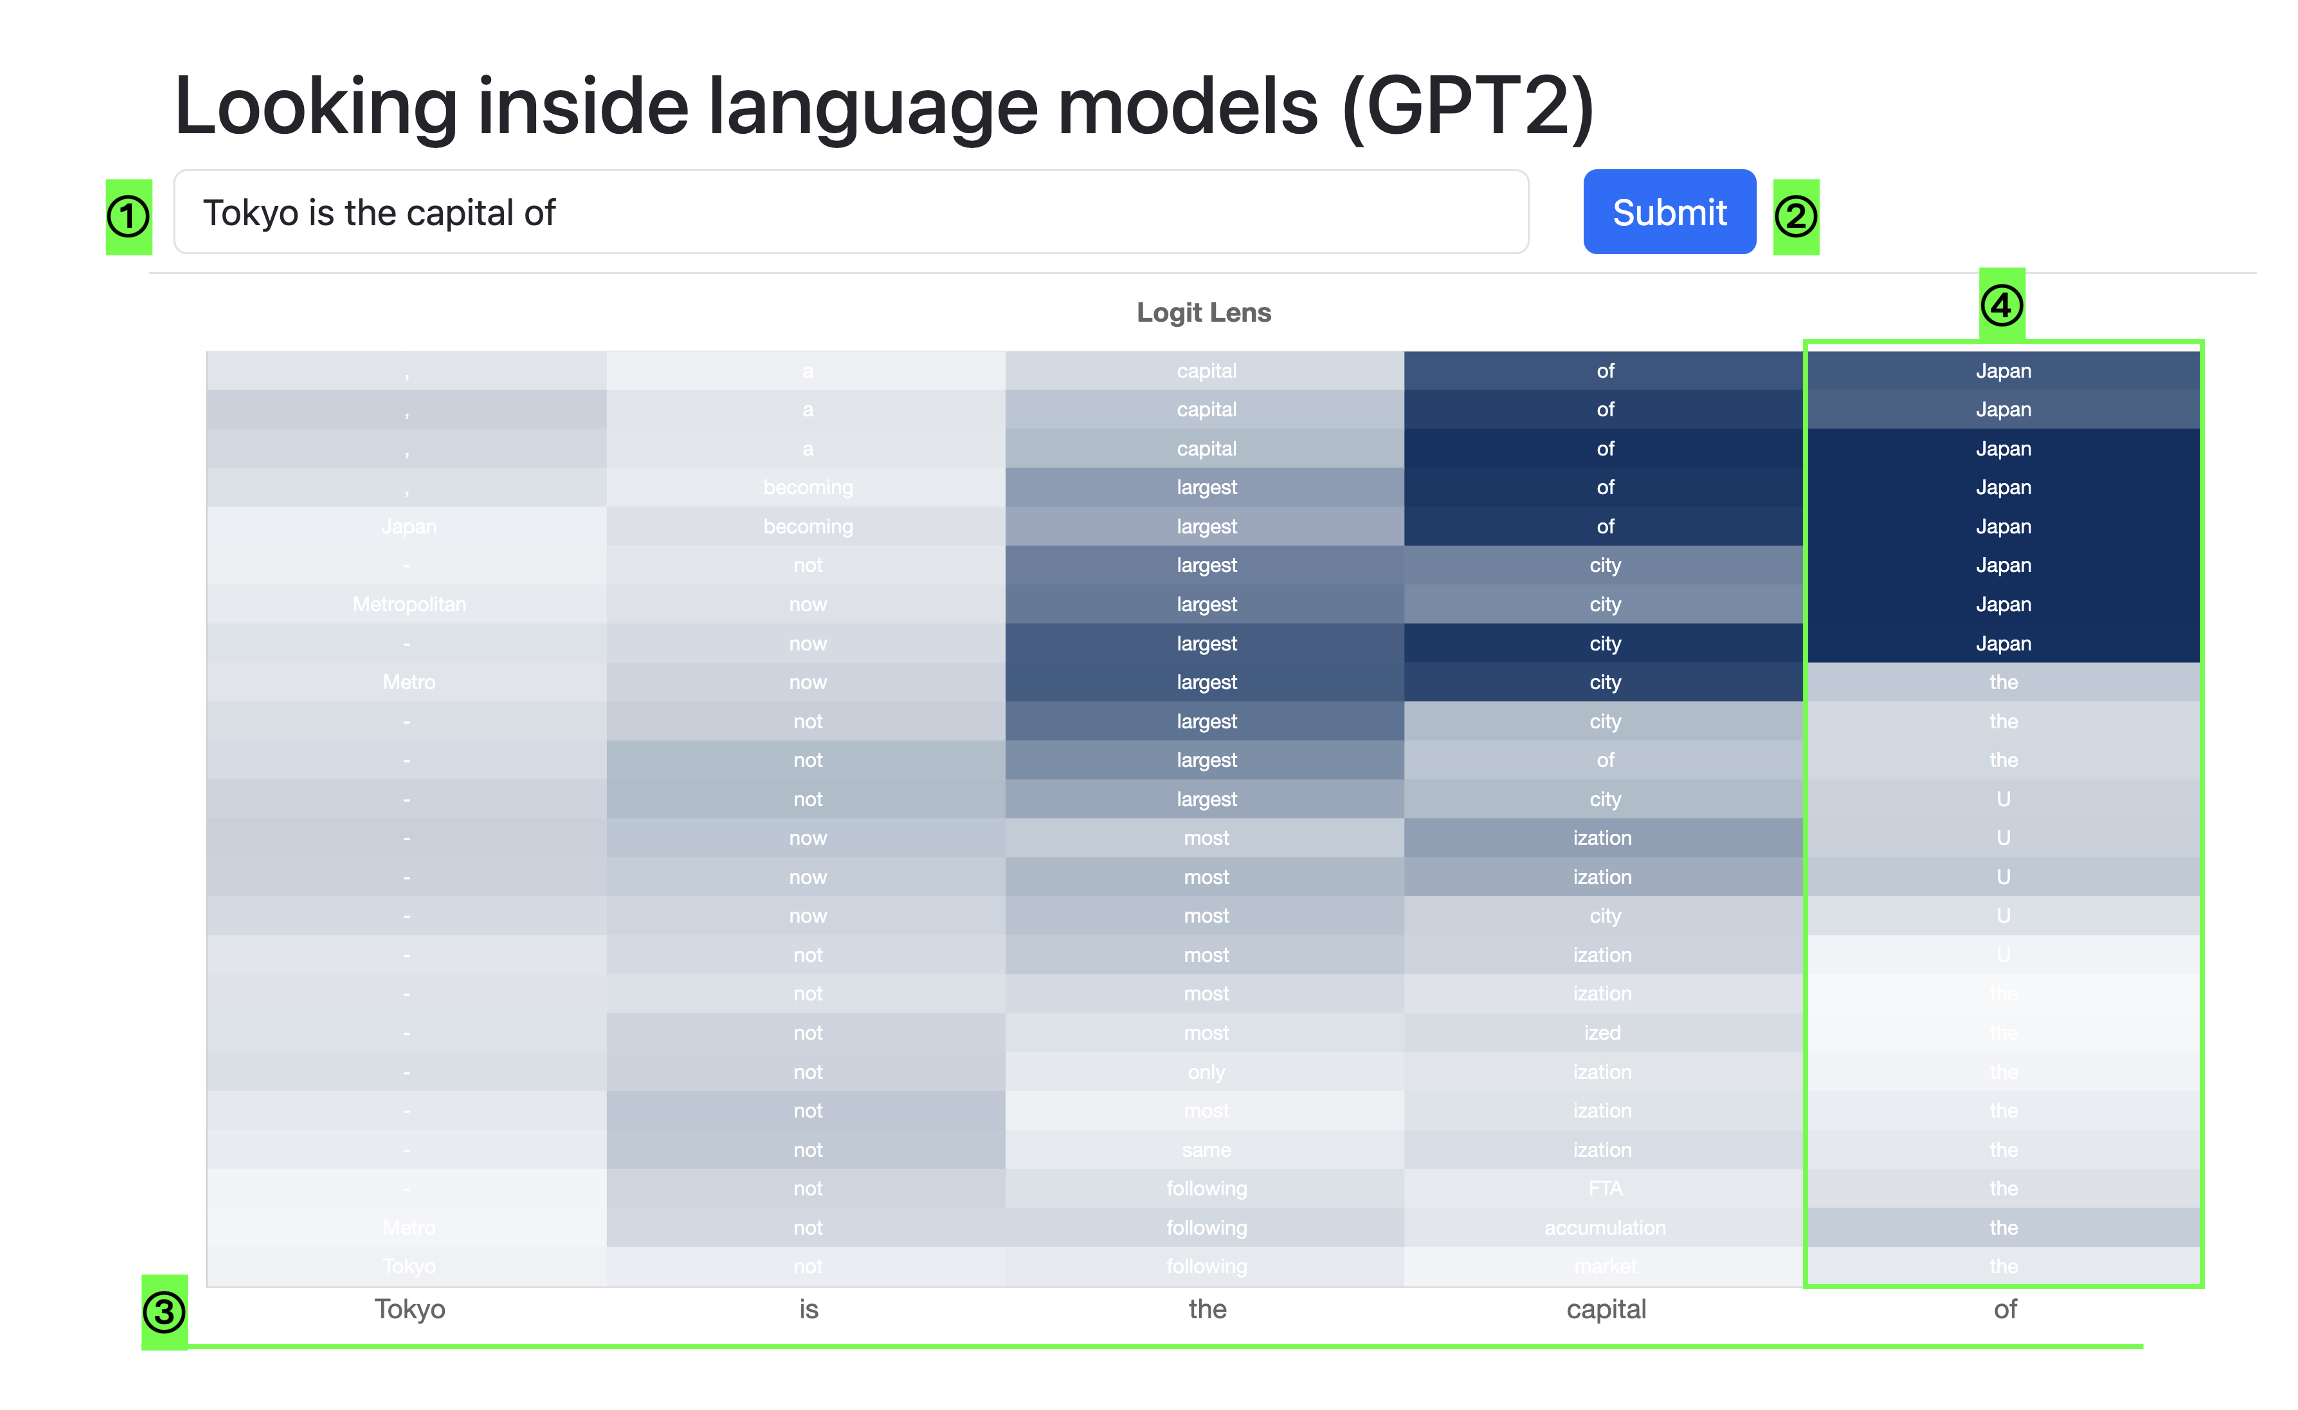 Looking inside language models (GPT2)
① Tokyo is the capital of Submit ②
④
Logit Lens
, a capital of Japan
, a capital of Japan
, a capital of Japan
, becoming largest of Japan
Japan becoming largest of Japan
- not largest city Japan
Metropolitan now largest city Japan
- now largest city Japan
Metro now largest city the
- not largest city the
- not largest of the
- not largest city U
- now most ization U
- now most ization U
- now most city U
- not most ization U
- not most ization the
- not most ized the
- not only ization the
- not most ization the
- not same ization the
- not following FTA the
Metro not following accumulation the
Tokyo not following market the
③ Tokyo is the capital of